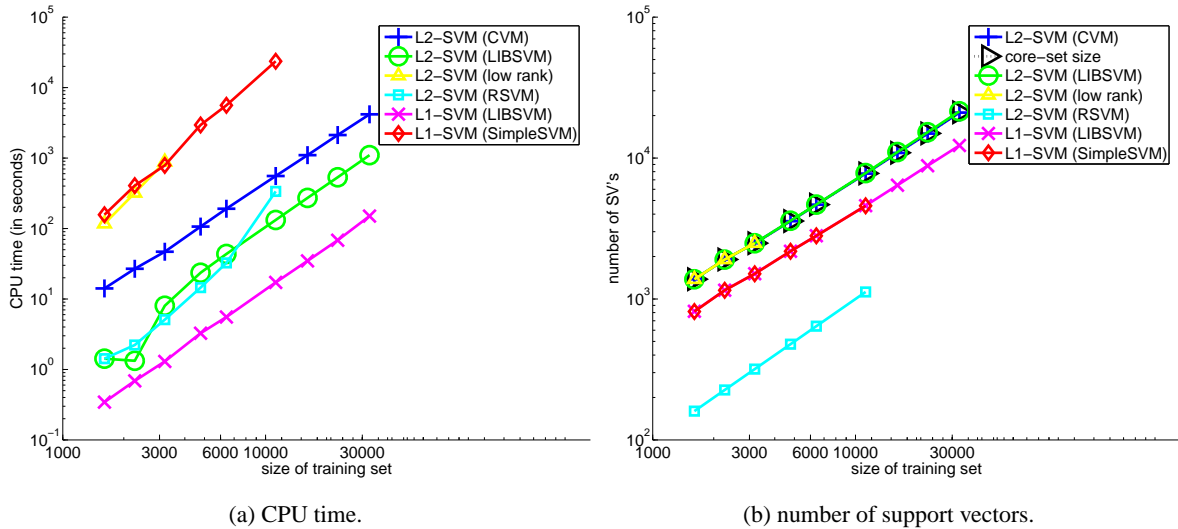 10^5
10^4
10^3
10^2
10^1
10^0
10^−1
CPU time (in seconds)
1000
3000
6000
10000
30000
size of training set
L2−SVM (CVM)
L2−SVM (LIBSVM)
L2−SVM (low rank)
L2−SVM (RSVM)
L1−SVM (LIBSVM)
L1−SVM (SimpleSVM)
(a) CPU time.
10^5
10^4
10^3
10^2
number of SV's
1000
3000
6000
10000
30000
size of training set
L2−SVM (CVM)
core−set size
L2−SVM (LIBSVM)
L2−SVM (low rank)
L2−SVM (RSVM)
L1−SVM (LIBSVM)
L1−SVM (SimpleSVM)
(b) number of support vectors.